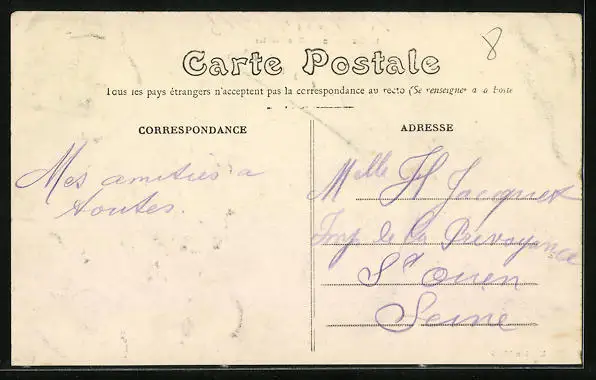 8
Carte Postale
Tous les pays étrangers n'acceptent pas la correspondance au recto (Se renseigner à la Poste
CORRESPONDANCE
Mes amitiés a
toutes.
ADRESSE
Melle H Jacquet
Imp de la Prévoyance
St Ouen
Seine